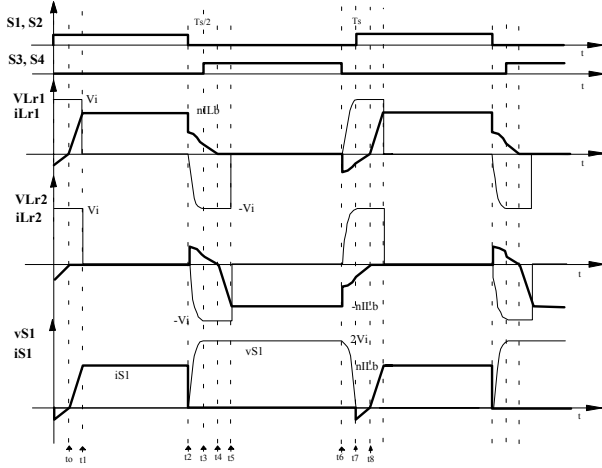 S1, S2
Ts/2
Ts
t
S3, S4
t
VLr1
iLr1
Vi
nILb
t
-Vi
VLr2
iLr2
Vi
t
-Vi
-nILb
vS1
iS1
vS1
2Vi
iS1
nILb
t
to
t1
t2
t3
t4
t5
t6
t7
t8